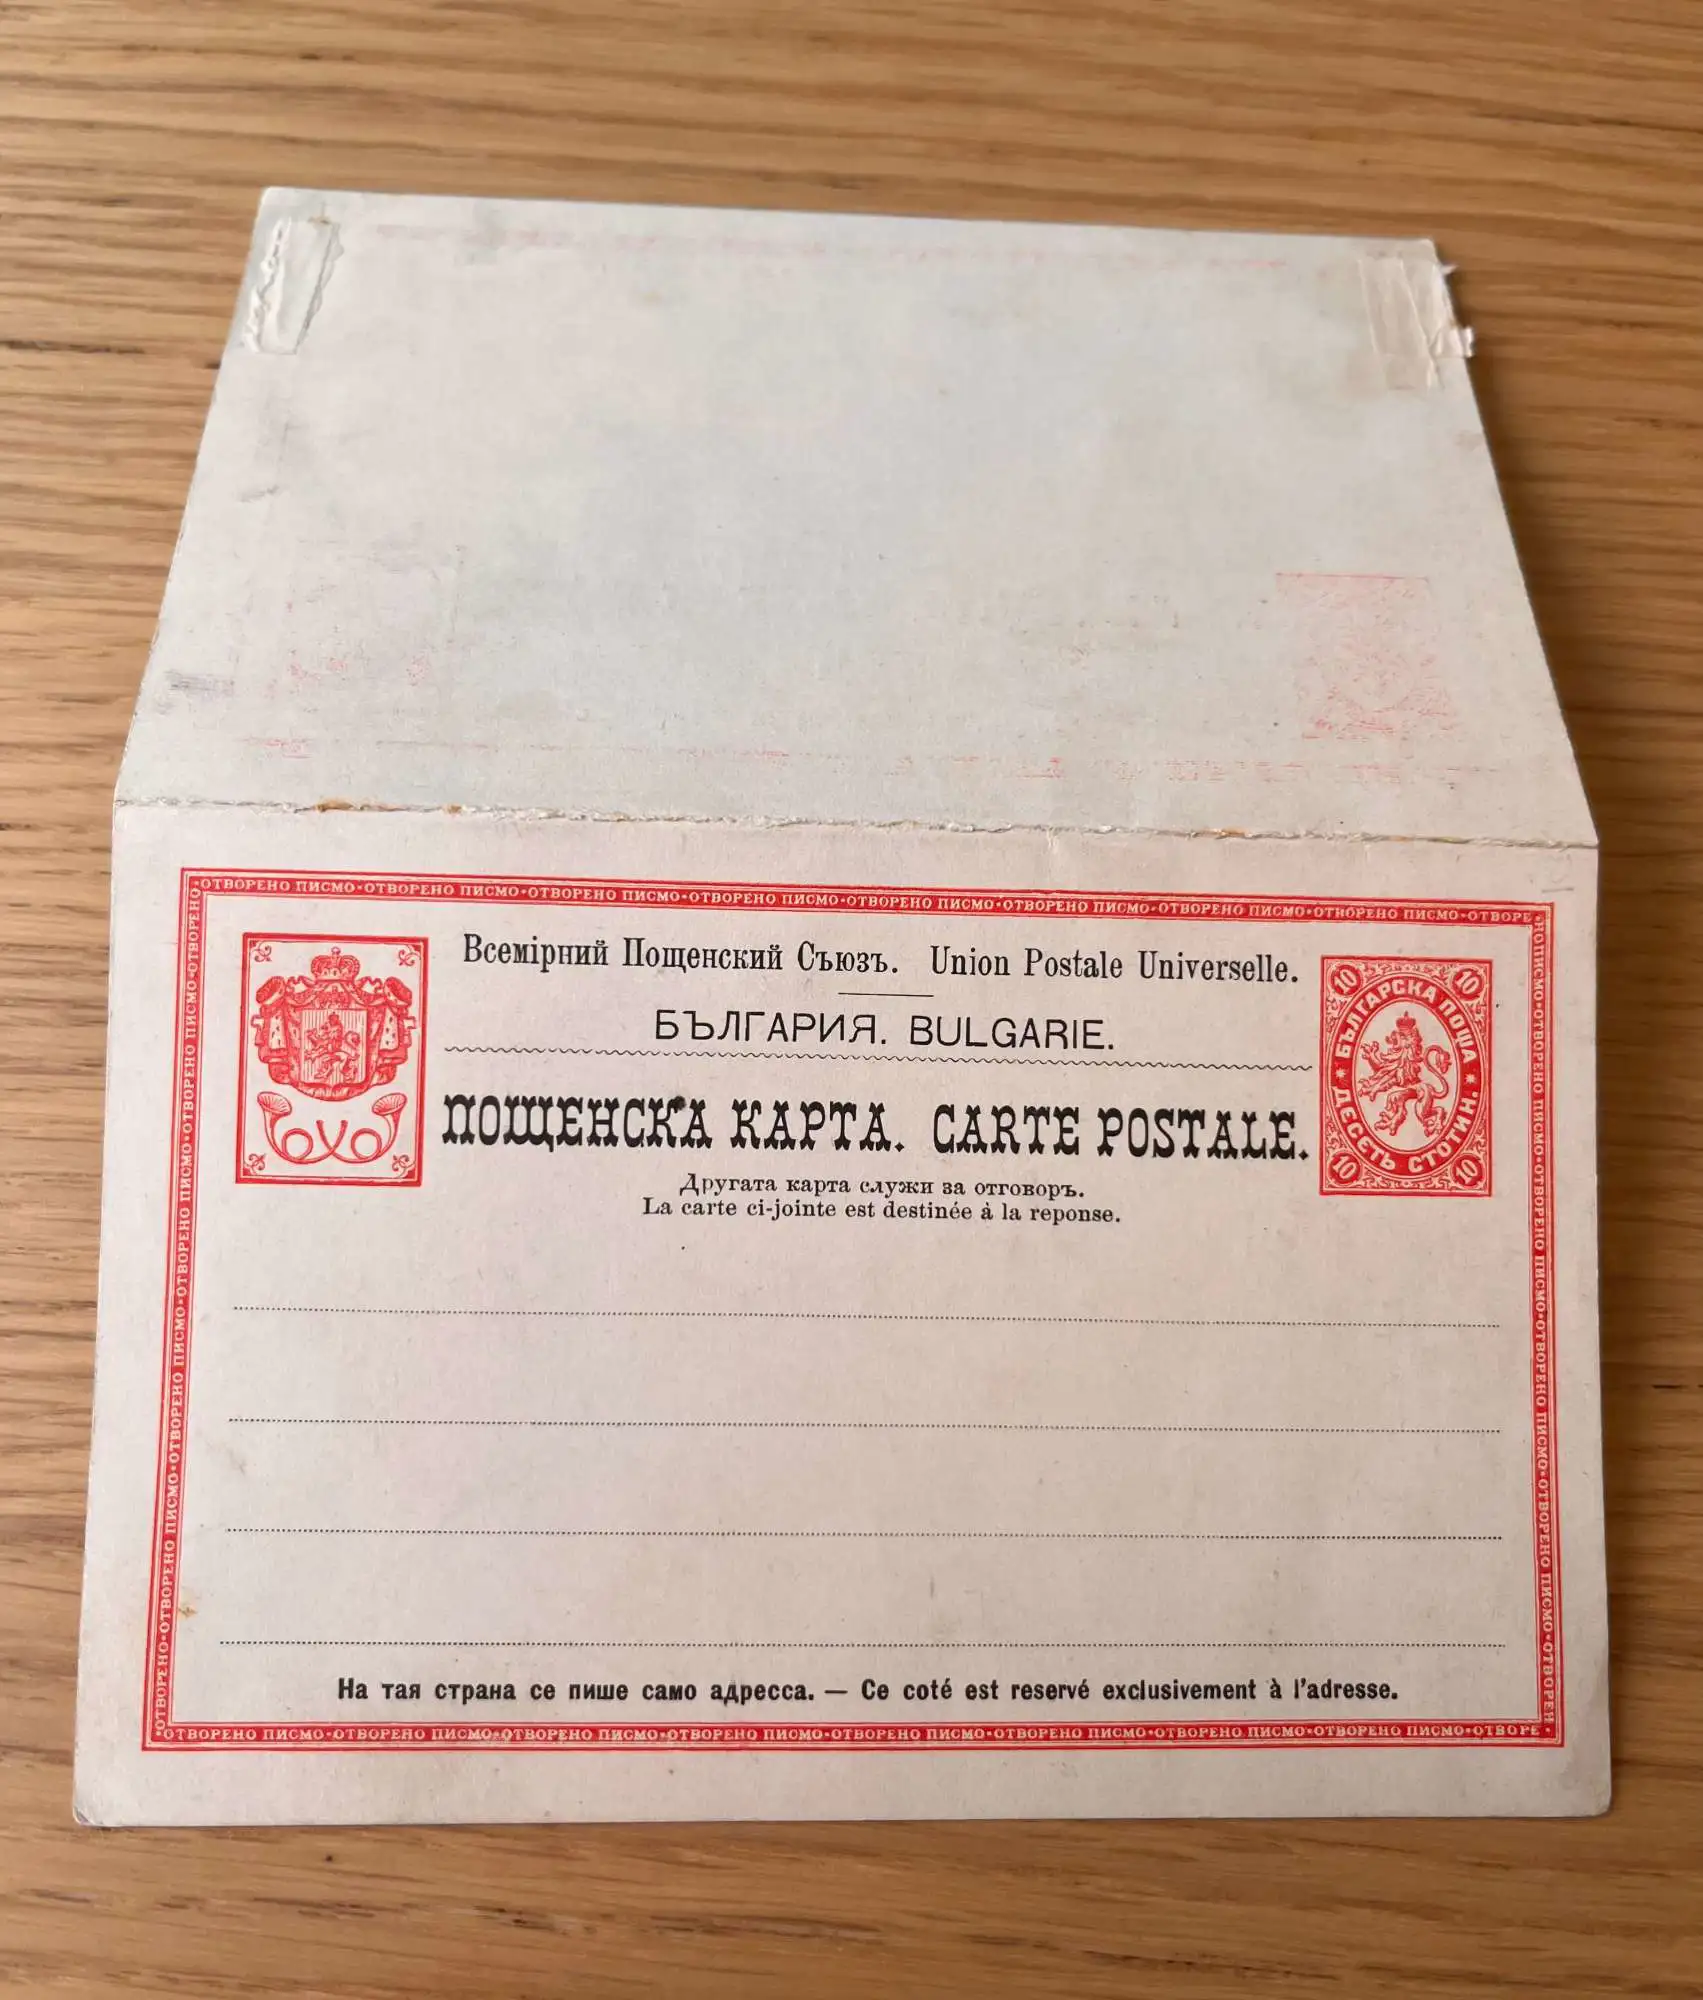 ·ОТВОРЕНО ПИСМО·ОТВОРЕНО ПИСМО·ОТВОРЕНО ПИСМО·ОТВОРЕНО ПИСМО·ОТВОРЕНО ПИСМО·ОТВОРЕНО ПИСМО·ОТВОРЕНО ПИСМО·ОТВОРЕНО ПИСМО·ОТВОРЕ
Всемірний Пощенский Съюзъ. Union Postale Universelle.
БЪЛГАРИЯ. BULGARIE.
10 10
БЪЛГАРСКА ПОЩА
ДЕСЕТЬ СТОТИН.
10 10
ПОЩЕНСКА КАРТА. CARTE POSTALE.
Другата карта служи за отговоръ.
La carte ci-jointe est destinée à la reponse.
На тая страна се пише само адресса. — Ce coté est reservé exclusivement à l'adresse.
·ОТВОРЕНО ПИСМО·ОТВОРЕНО ПИСМО·ОТВОРЕНО ПИСМО·ОТВОРЕНО ПИСМО·ОТВОРЕНО ПИСМО·ОТВОРЕНО ПИСМО·ОТВОРЕНО ПИСМО·ОТВОРЕНО ПИСМО·ОТВОРЕ